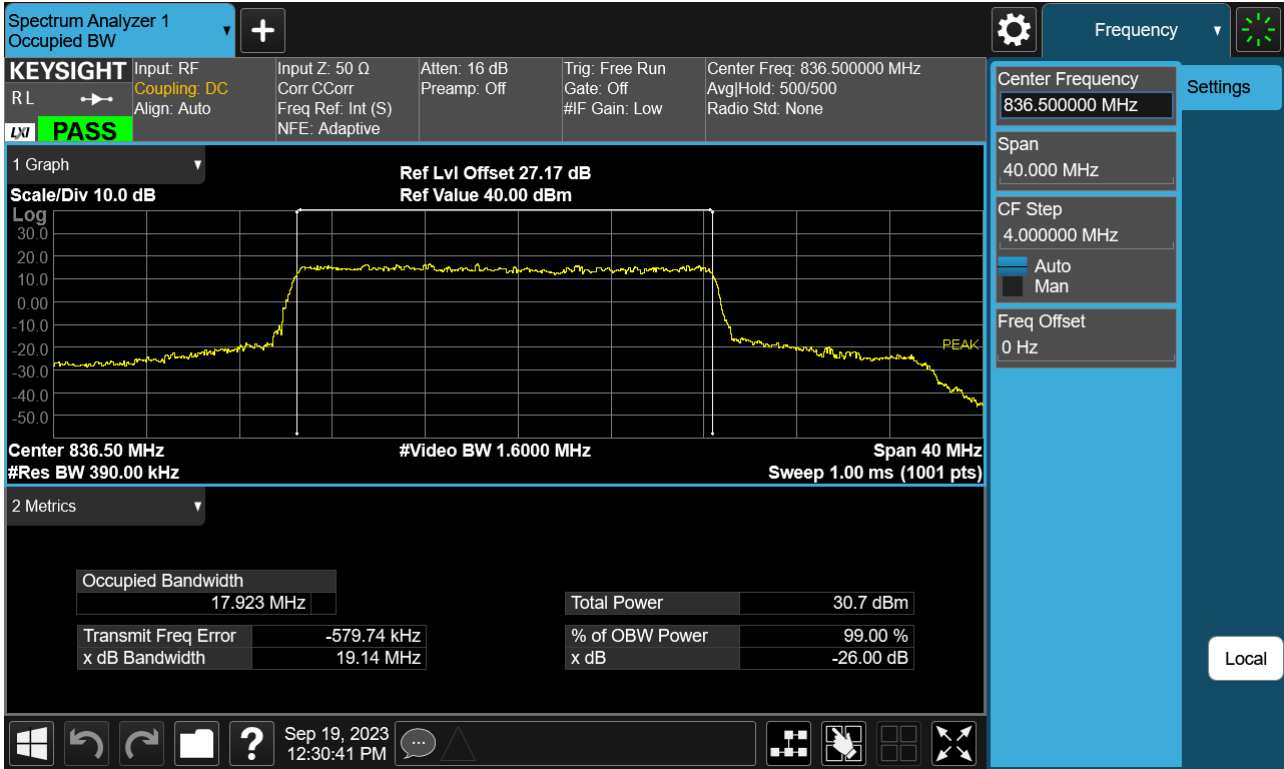 Spectrum Analyzer 1
Occupied BW
+
Frequency
KEYSIGHT
R L
LXI PASS
Input: RF
Coupling: DC
Align: Auto
Input Z: 50 Ω
Corr CCorr
Freq Ref: Int (S)
NFE: Adaptive
Atten: 16 dB
Preamp: Off
Trig: Free Run
Gate: Off
#IF Gain: Low
Center Freq: 836.500000 MHz
Avg|Hold: 500/500
Radio Std: None
Center Frequency
836.500000 MHz
Settings
Span
40.000 MHz
CF Step
4.000000 MHz
Auto
Man
Freq Offset
0 Hz
1 Graph
Ref Lvl Offset 27.17 dB
Scale/Div 10.0 dB
Ref Value 40.00 dBm
Log
30.0
20.0
10.0
0.00
-10.0
-20.0
-30.0
-40.0
-50.0
PEAK
Center 836.50 MHz
#Video BW 1.6000 MHz
Span 40 MHz
#Res BW 390.00 kHz
Sweep 1.00 ms (1001 pts)
2 Metrics
Occupied Bandwidth
17.923 MHz
Total Power 30.7 dBm
Transmit Freq Error -579.74 kHz
% of OBW Power 99.00 %
x dB Bandwidth 19.14 MHz
x dB -26.00 dB
Local
?
Sep 19, 2023
12:30:41 PM